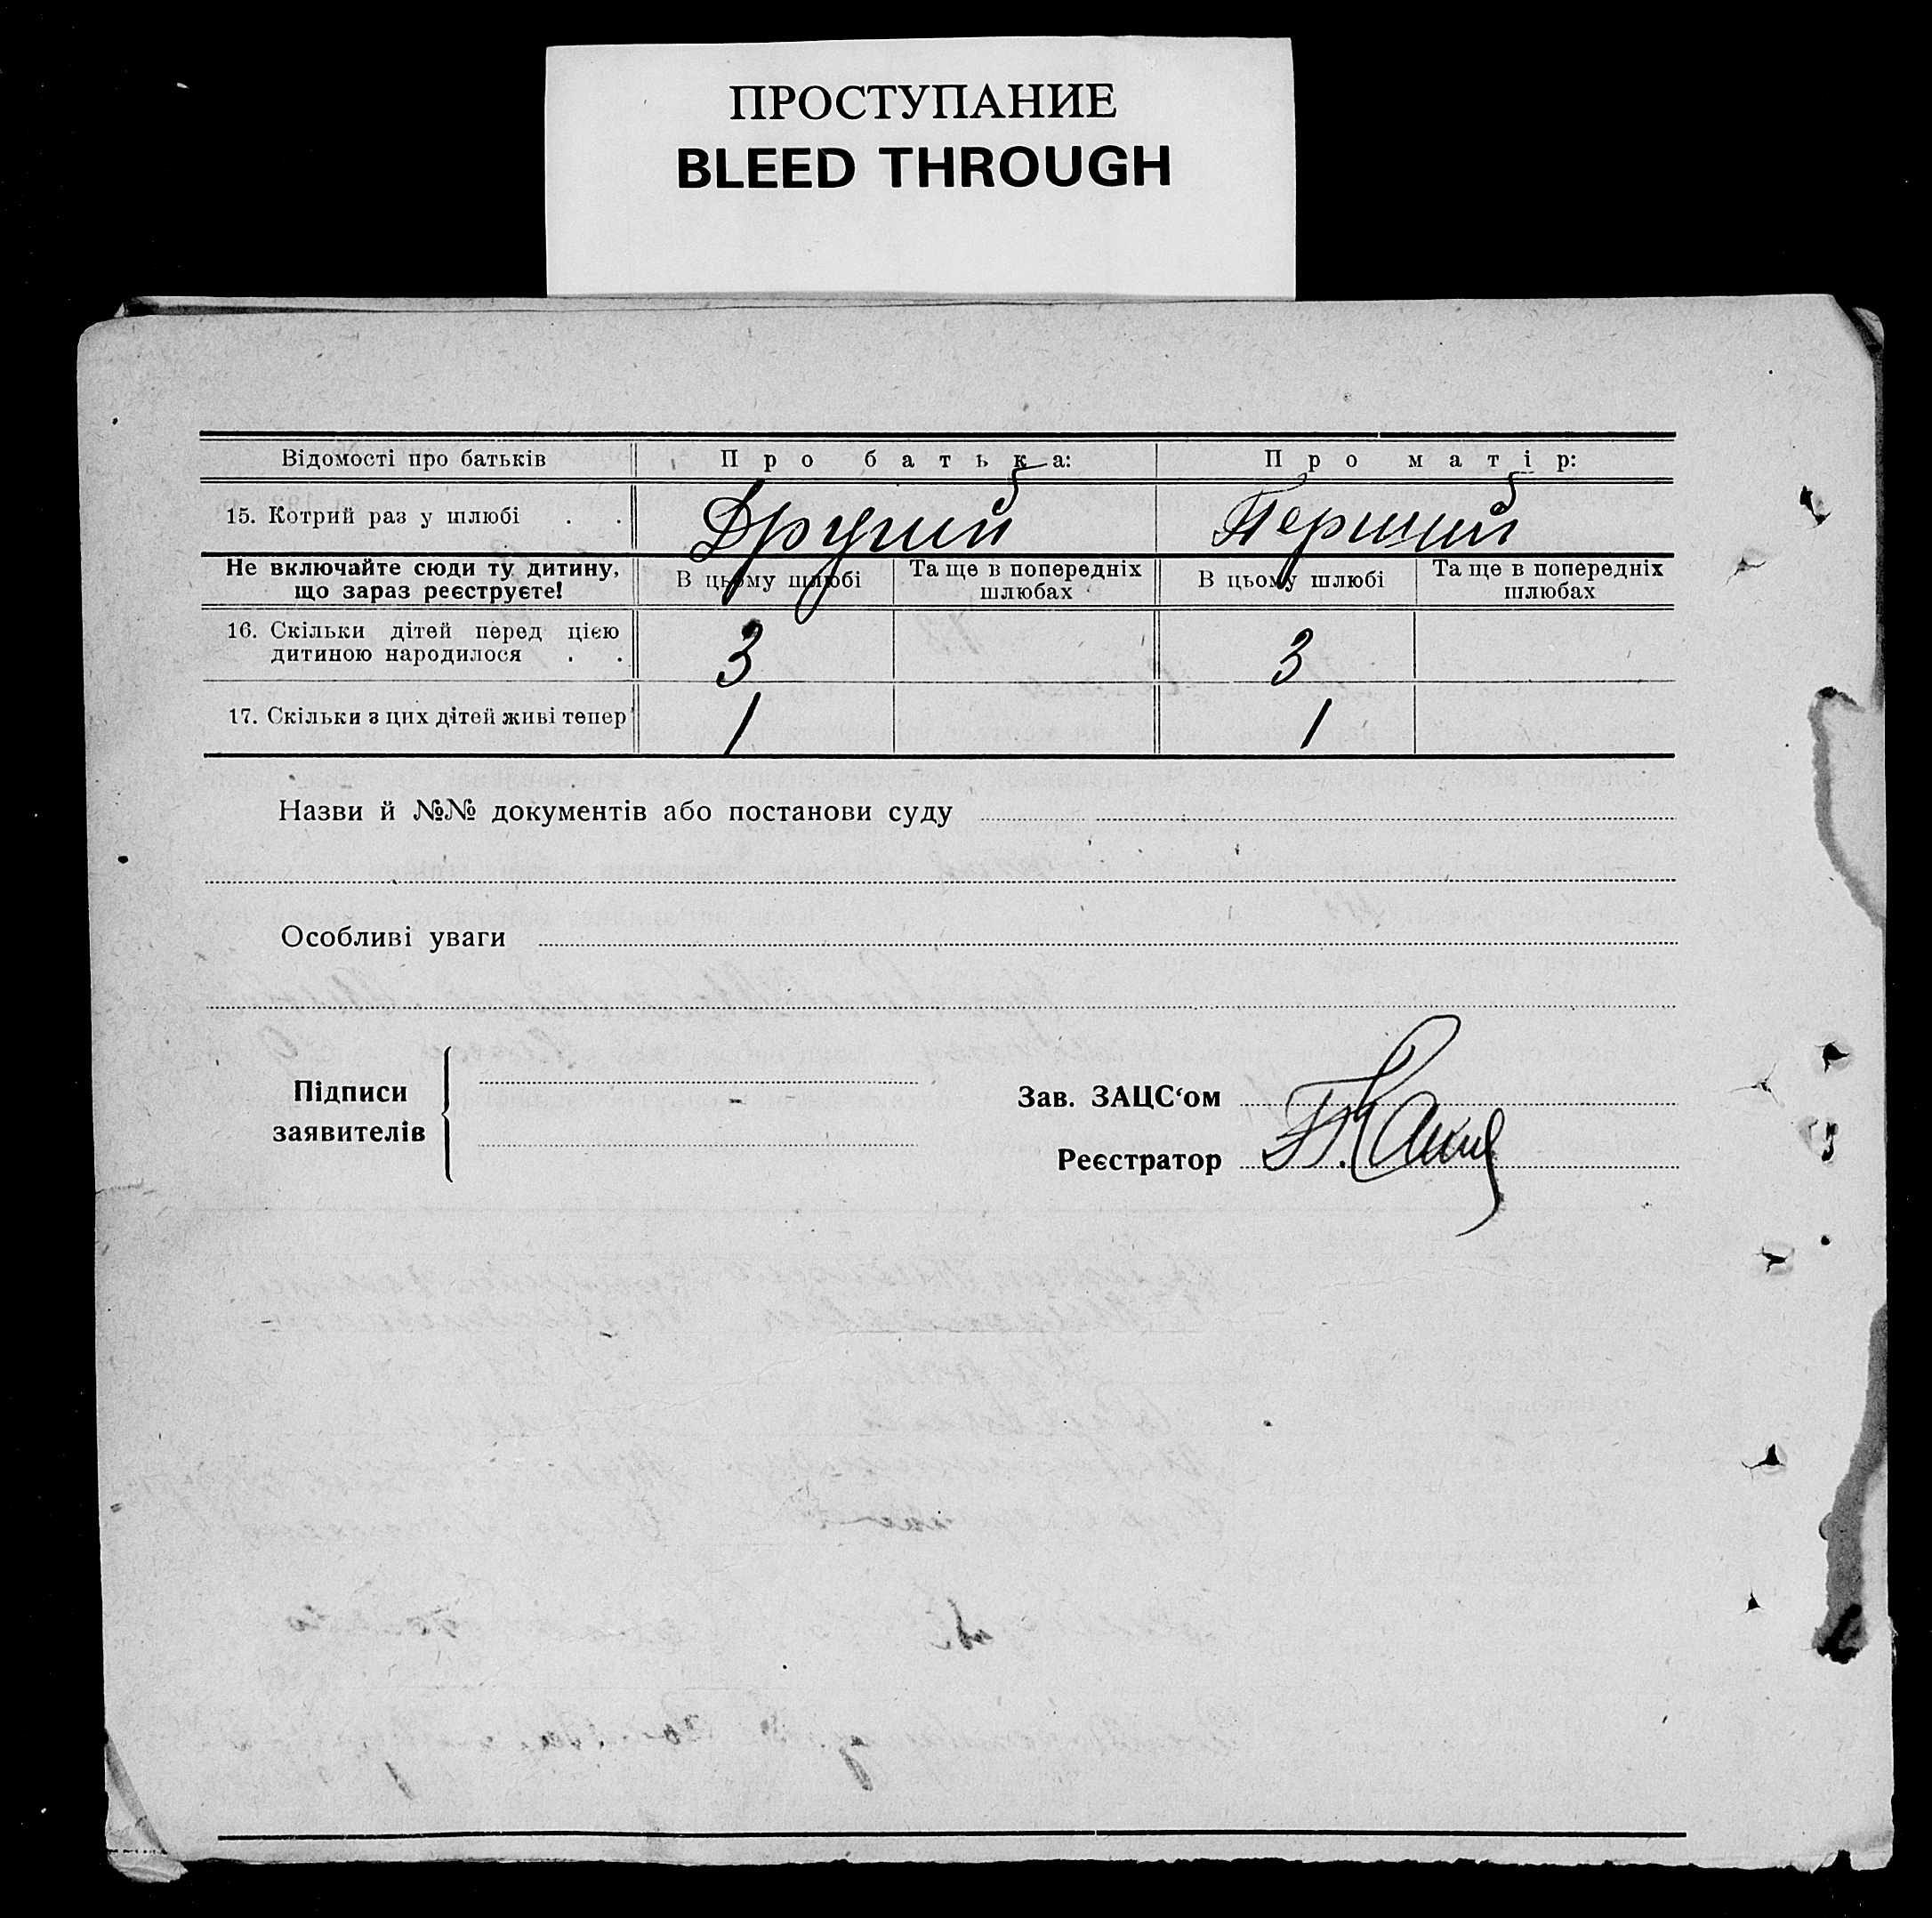 ПРОСТУПАНИЕ
BLEED THROUGH
Відомості про батьків Про батька: Про матір:
15. Котрий раз у шлюбі . . Другий Перший
Не включайте сюди ту дитину, що зараз реєструєте! В цьому шлюбі Та ще в попередніх шлюбах В цьому шлюбі Та ще в попередніх шлюбах
16. Скільки дітей перед цією
дитиною народилося . . 3 3
17. Скільки з цих дітей живі тепер 1 1
Назви й №№ документів або постанови суду
Особливі уваги
Підписи
заявителів
Зав. ЗАЦС‘ом
Реєстратор